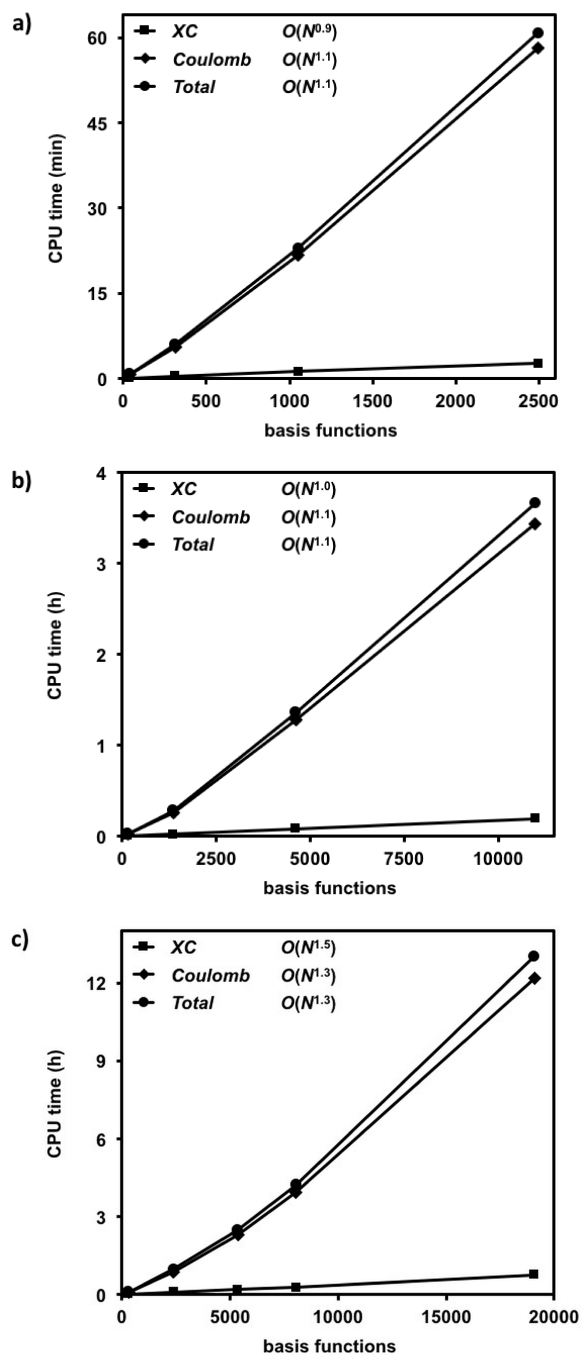 a)
XC O(N^0.9)
Coulomb O(N^1.1)
Total O(N^1.1)
CPU time (min)
60
45
30
15
0
0 500 1000 1500 2000 2500
basis functions
b)
XC O(N^1.0)
Coulomb O(N^1.1)
Total O(N^1.1)
CPU time (h)
4
3
2
1
0
0 2500 5000 7500 10000
basis functions
c)
XC O(N^1.5)
Coulomb O(N^1.3)
Total O(N^1.3)
CPU time (h)
12
9
6
3
0
0 5000 10000 15000 20000
basis functions